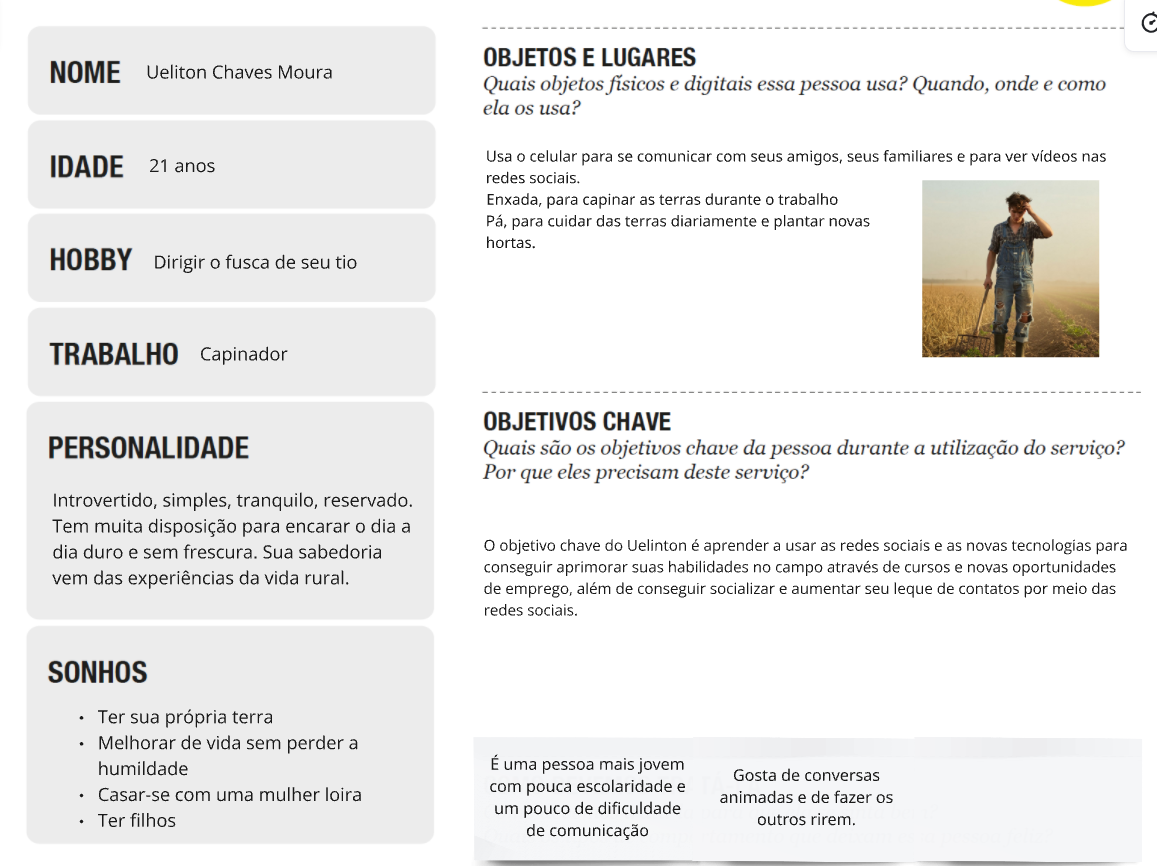 NOME Ueliton Chaves Moura
IDADE 21 anos
HOBBY Dirigir o fusca de seu tio
TRABALHO Capinador
PERSONALIDADE
Introvertido, simples, tranquilo, reservado.
Tem muita disposição para encarar o dia a
dia duro e sem frescura. Sua sabedoria
vem das experiências da vida rural.
SONHOS
• Ter sua própria terra
• Melhorar de vida sem perder a
humildade
• Casar-se com uma mulher loira
• Ter filhos
OBJETOS E LUGARES
Quais objetos físicos e digitais essa pessoa usa? Quando, onde e como
ela os usa?
Usa o celular para se comunicar com seus amigos, seus familiares e para ver vídeos nas
redes sociais.
Enxada, para capinar as terras durante o trabalho
Pá, para cuidar das terras diariamente e plantar novas
hortas.
OBJETIVOS CHAVE
Quais são os objetivos chave da pessoa durante a utilização do serviço?
Por que eles precisam deste serviço?
O objetivo chave do Uelinton é aprender a usar as redes sociais e as novas tecnologias para
conseguir aprimorar suas habilidades no campo através de cursos e novas oportunidades
de emprego, além de conseguir socializar e aumentar seu leque de contatos por meio das
redes sociais.
É uma pessoa mais jovem
com pouca escolaridade e
um pouco de dificuldade
de comunicação
Gosta de conversas
animadas e de fazer os
outros rirem.